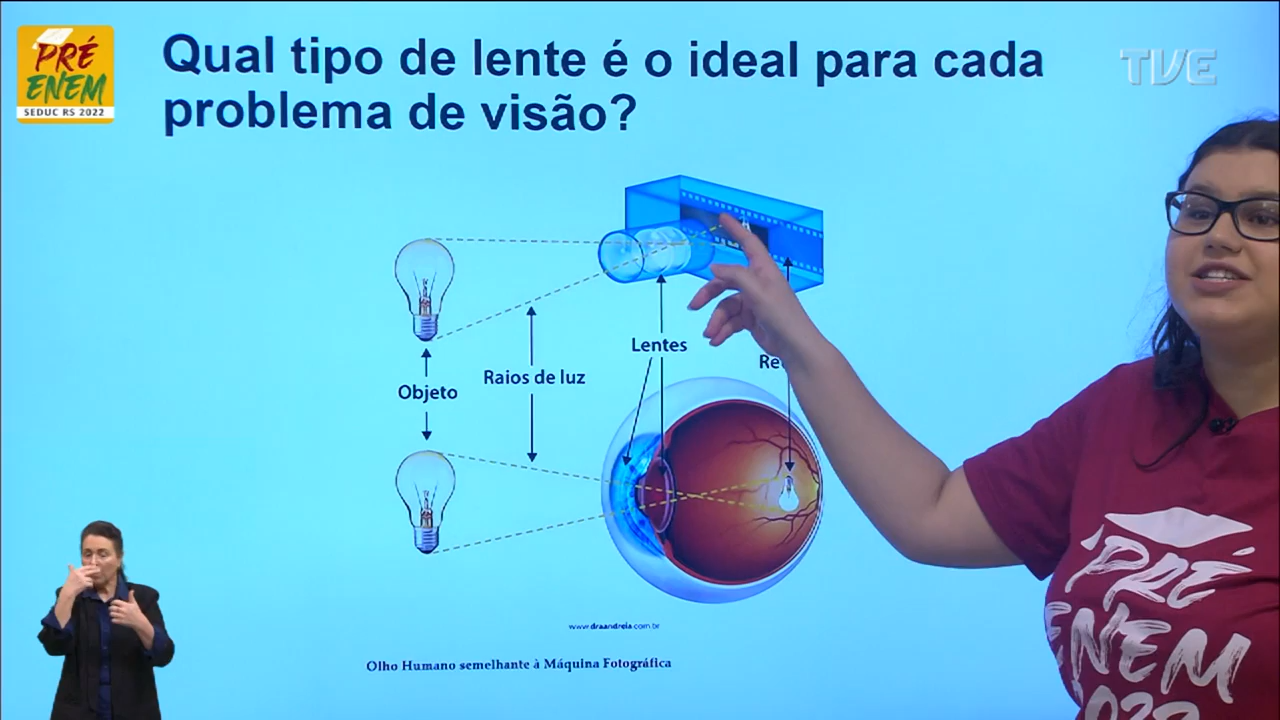 PRÉ
ENEM
SEDUC RS 2022
Qual tipo de lente é o ideal para cada
problema de visão?
TVE
Lentes
Raios de luz
Objeto
www.draandreia.com.br
Olho Humano semelhante à Máquina Fotográfica
PRÉ
ENEM
2022